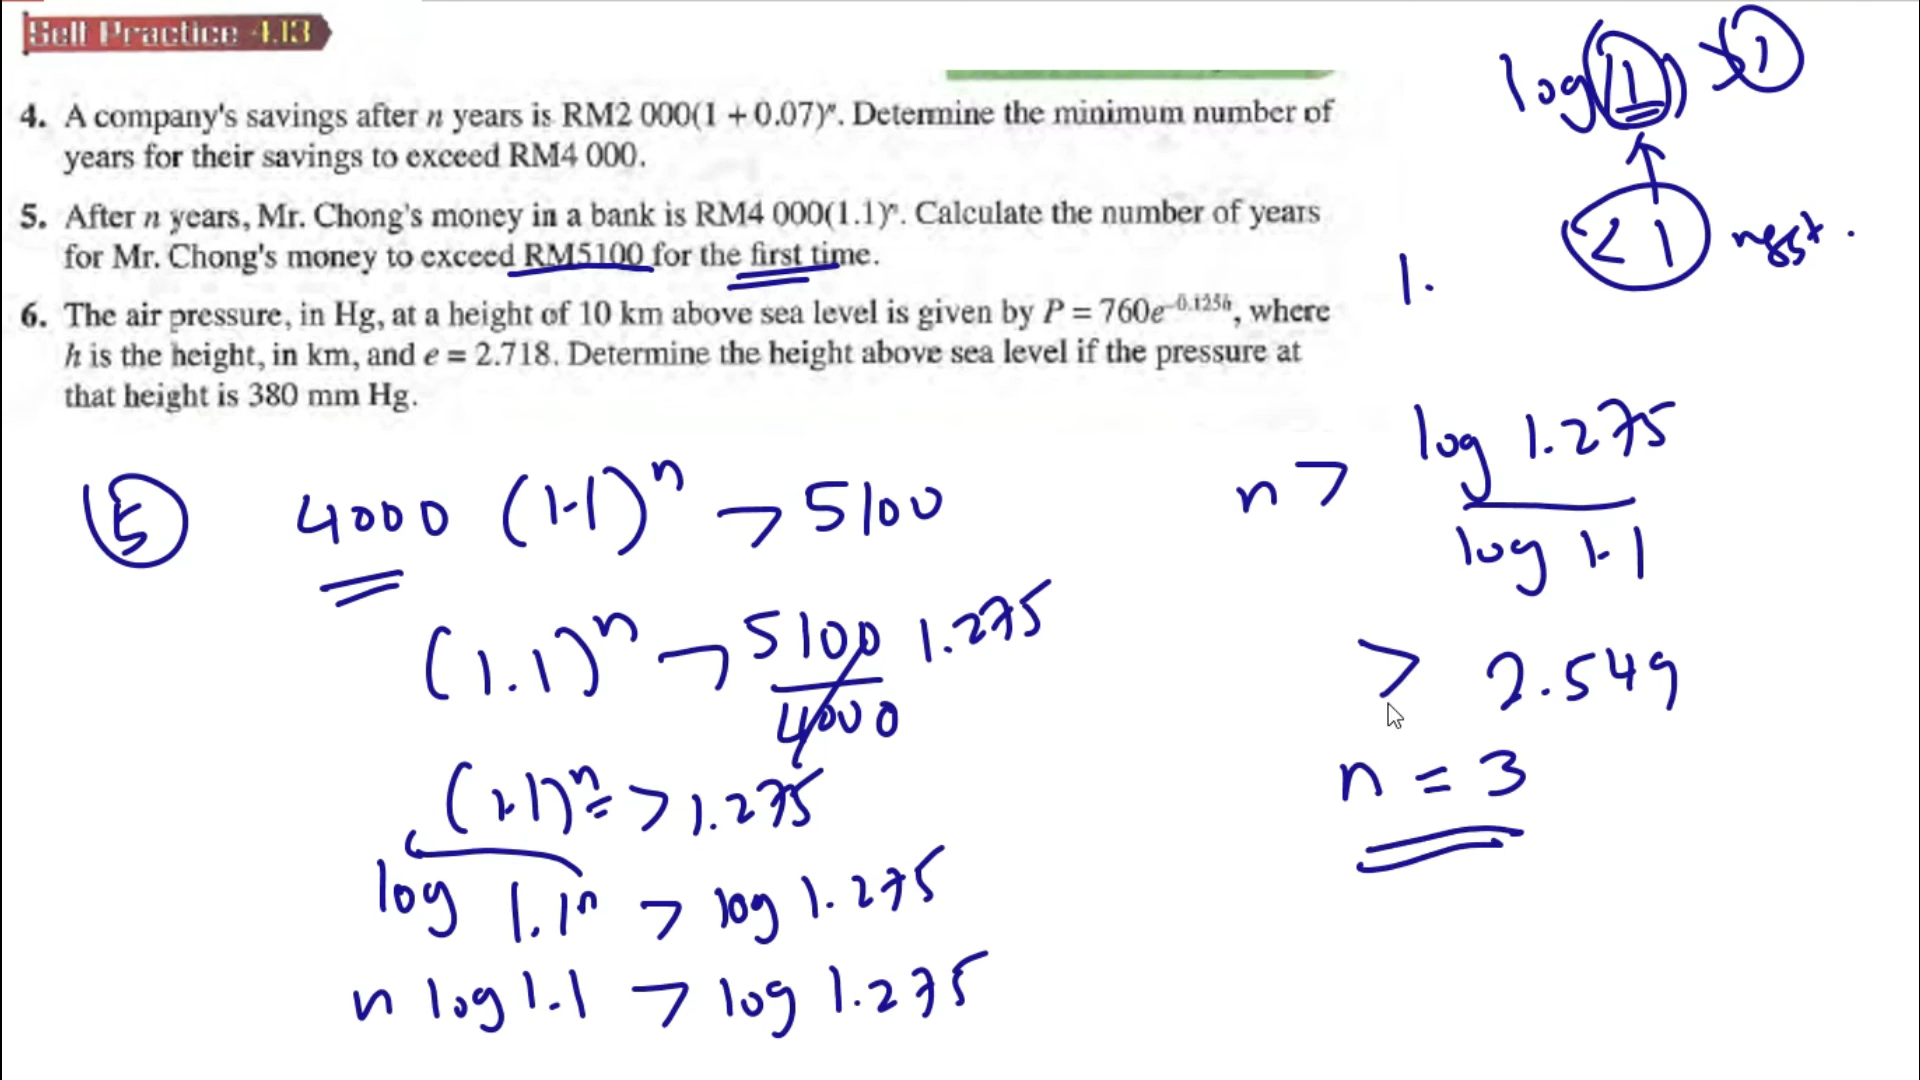 Self Practice 4.13
4. A company's savings after n years is RM2 000(1 + 0.07)ⁿ. Determine the minimum number of
years for their savings to exceed RM4 000.
5. After n years, Mr. Chong's money in a bank is RM4 000(1.1)ⁿ. Calculate the number of years
for Mr. Chong's money to exceed RM5100 for the first time.
6. The air pressure, in Hg, at a height of 10 km above sea level is given by P = 760e^-0.125h, where
h is the height, in km, and e = 2.718. Determine the height above sea level if the pressure at
that height is 380 mm Hg.
5
4000 (1.1)ⁿ > 5100
(1.1)ⁿ > 5100/4000 1.275
(1.1)ⁿ > 1.275
log 1.1ⁿ > log 1.275
n log 1.1 > log 1.275
1.
n > log 1.275 / log 1.1
> 2.549
n = 3